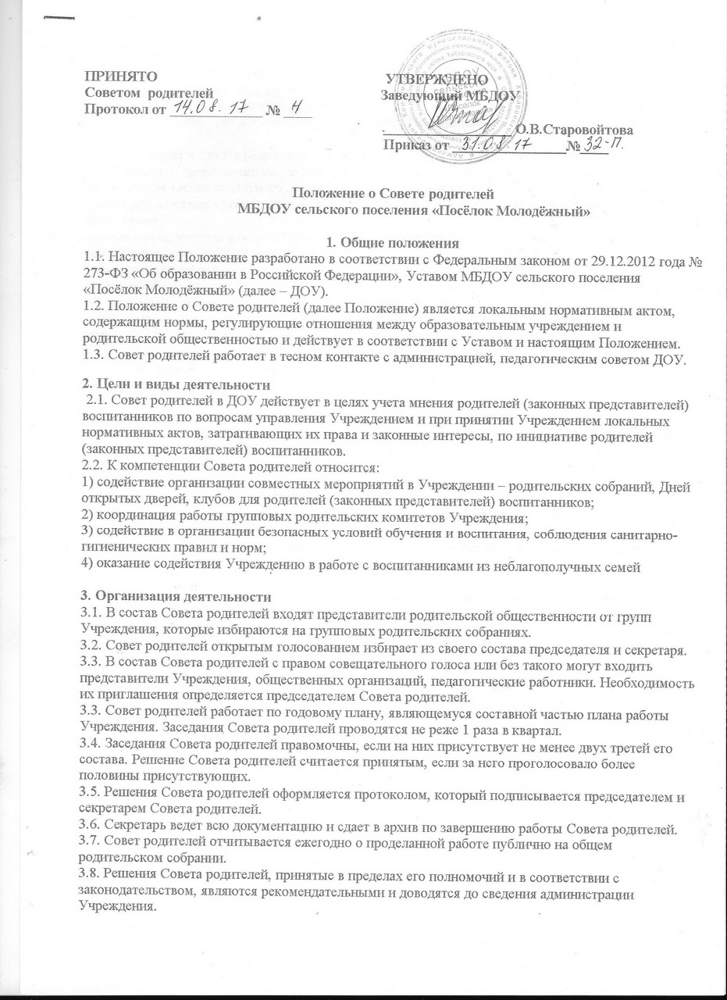 ПРИНЯТО
Советом родителей
Протокол от 14.08.17 № 4
УТВЕРЖДЕНО
Заведующий МБДОУ
О.В.Старовойтова
Приказ от 31.08.17 № 32-П.
Положение о Совете родителей
МБДОУ сельского поселения «Посёлок Молодёжный»
1. Общие положения
1.1. Настоящее Положение разработано в соответствии с Федеральным законом от 29.12.2012 года №
273-ФЗ «Об образовании в Российской Федерации», Уставом МБДОУ сельского поселения
«Посёлок Молодёжный» (далее – ДОУ).
1.2. Положение о Совете родителей (далее Положение) является локальным нормативным актом,
содержащим нормы, регулирующие отношения между образовательным учреждением и
родительской общественностью и действует в соответствии с Уставом и настоящим Положением.
1.3. Совет родителей работает в тесном контакте с администрацией, педагогическим советом ДОУ.
2. Цели и виды деятельности
2.1. Совет родителей в ДОУ действует в целях учета мнения родителей (законных представителей)
воспитанников по вопросам управления Учреждением и при принятии Учреждением локальных
нормативных актов, затрагивающих их права и законные интересы, по инициативе родителей
(законных представителей) воспитанников.
2.2. К компетенции Совета родителей относится:
1) содействие организации совместных мероприятий в Учреждении – родительских собраний, Дней
открытых дверей, клубов для родителей (законных представителей) воспитанников;
2) координация работы групповых родительских комитетов Учреждения;
3) содействие в организации безопасных условий обучения и воспитания, соблюдения санитарно-
гигиенических правил и норм;
4) оказание содействия Учреждению в работе с воспитанниками из неблагополучных семей
3. Организация деятельности
3.1. В состав Совета родителей входят представители родительской общественности от групп
Учреждения, которые избираются на групповых родительских собраниях.
3.2. Совет родителей открытым голосованием избирает из своего состава председателя и секретаря.
3.3. В состав Совета родителей с правом совещательного голоса или без такого могут входить
представители Учреждения, общественных организаций, педагогические работники. Необходимость
их приглашения определяется председателем Совета родителей.
3.3. Совет родителей работает по годовому плану, являющемуся составной частью плана работы
Учреждения. Заседания Совета родителей проводятся не реже 1 раза в квартал.
3.4. Заседания Совета родителей правомочны, если на них присутствует не менее двух третей его
состава. Решение Совета родителей считается принятым, если за него проголосовало более
половины присутствующих.
3.5. Решения Совета родителей оформляется протоколом, который подписывается председателем и
секретарем Совета родителей.
3.6. Секретарь ведет всю документацию и сдает в архив по завершению работы Совета родителей.
3.7. Совет родителей отчитывается ежегодно о проделанной работе публично на общем
родительском собрании.
3.8. Решения Совета родителей, принятые в пределах его полномочий и в соответствии с
законодательством, являются рекомендательными и доводятся до сведения администрации
Учреждения.